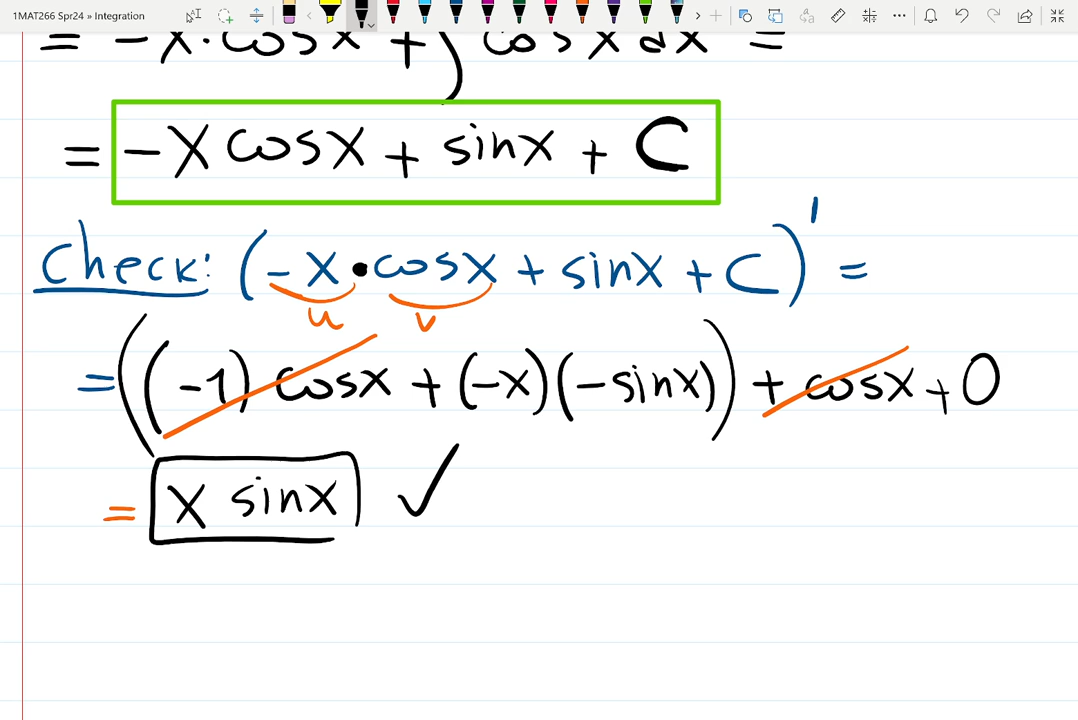 1MAT266 Spr24 » Integration
= -x·cosx + ∫ cosx dx =
= -x cosx + sinx + C
Check: (-x•cosx + sinx + C)' =
u v
= ((-1) cosx + (-x)(-sinx)) + cosx + 0
= x sinx ✓